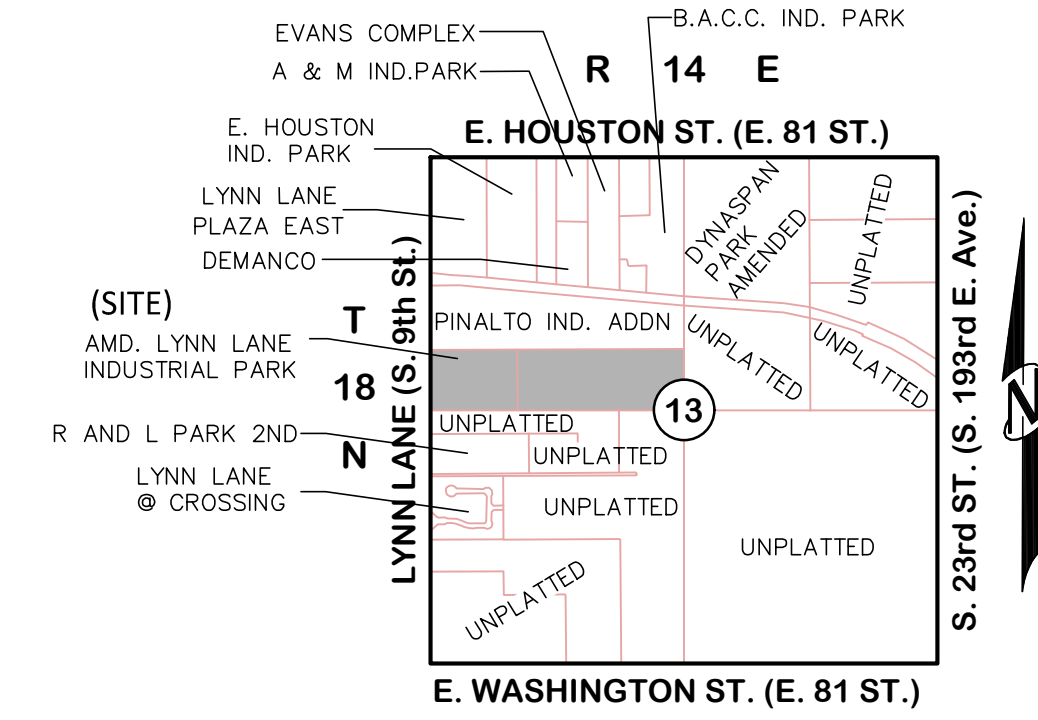 B.A.C.C. IND. PARK
EVANS COMPLEX
A & M IND.PARK
R 14 E
E. HOUSTON
IND. PARK
E. HOUSTON ST. (E. 81 ST.)
LYNN LANE
PLAZA EAST
DEMANCO
DYNASPAN
PARK
AMENDED
UNPLATTED
(SITE)
AMD. LYNN LANE
INDUSTRIAL PARK
T
18
N
LYNN LANE (S. 9th St.)
PINALTO IND. ADDN
UNPLATTED
UNPLATTED
13
S. 23rd ST. (S. 193rd E. Ave.)
N
R AND L PARK 2ND
UNPLATTED
UNPLATTED
LYNN LANE
@ CROSSING
UNPLATTED
UNPLATTED
UNPLATTED
E. WASHINGTON ST. (E. 81 ST.)